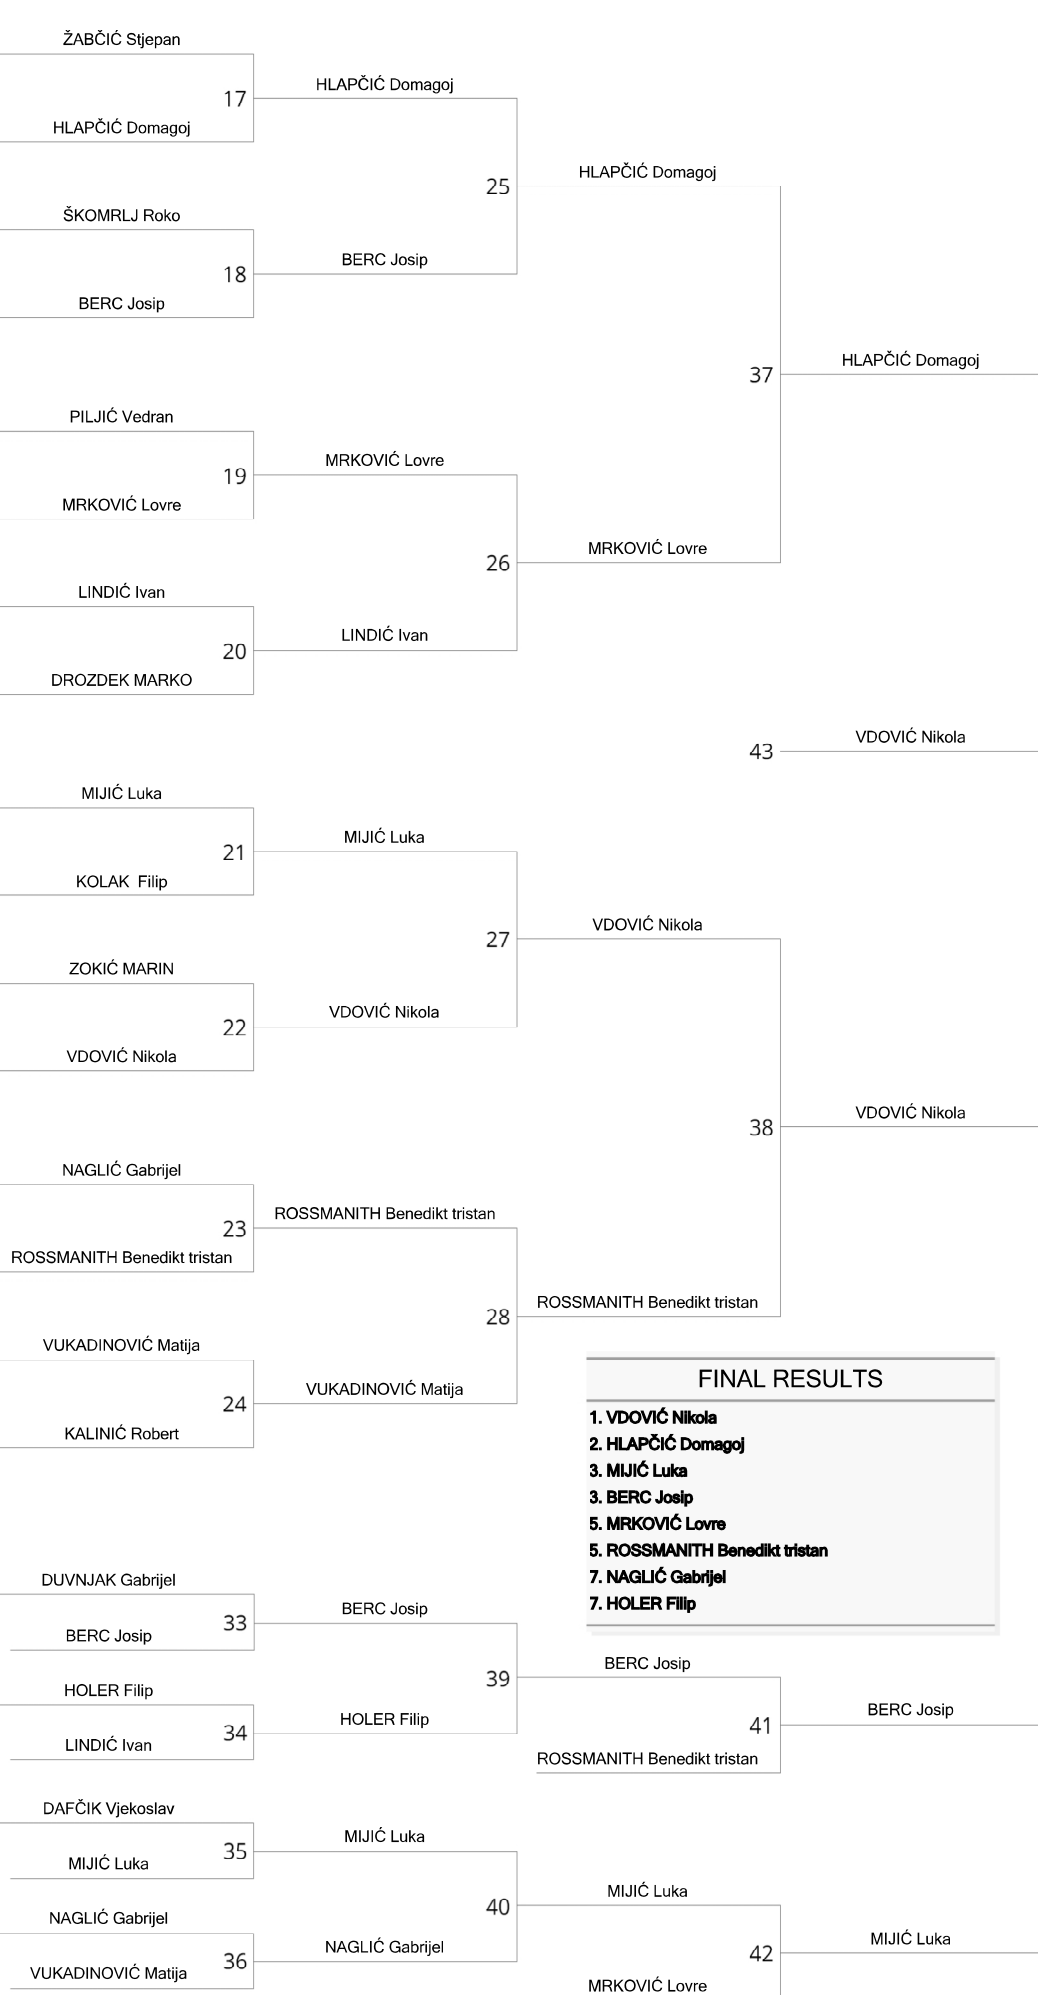 ŽABČIĆ Stjepan
HLAPČIĆ Domagoj
17
HLAPČIĆ Domagoj
HLAPČIĆ Domagoj
25
ŠKOMRLJ Roko
BERC Josip
18
BERC Josip
HLAPČIĆ Domagoj
37
PILJIĆ Vedran
MRKOVIĆ Lovre
19
MRKOVIĆ Lovre
MRKOVIĆ Lovre
26
LINDIĆ Ivan
LINDIĆ Ivan
20
DROZDEK MARKO
VDOVIĆ Nikola
43
MIJIĆ Luka
MIJIĆ Luka
21
KOLAK Filip
VDOVIĆ Nikola
27
ZOKIĆ MARIN
VDOVIĆ Nikola
22
VDOVIĆ Nikola
VDOVIĆ Nikola
38
NAGLIĆ Gabrijel
ROSSMANITH Benedikt tristan
23
ROSSMANITH Benedikt tristan
ROSSMANITH Benedikt tristan
28
VUKADINOVIĆ Matija
VUKADINOVIĆ Matija
24
KALINIĆ Robert
FINAL RESULTS
1. VDOVIĆ Nikola
2. HLAPČIĆ Domagoj
3. MIJIĆ Luka
3. BERC Josip
5. MRKOVIĆ Lovre
5. ROSSMANITH Benedikt tristan
7. NAGLIĆ Gabrijel
7. HOLER Filip
DUVNJAK Gabrijel
BERC Josip
33
BERC Josip
BERC Josip
39
HOLER Filip
HOLER Filip
34
LINDIĆ Ivan
BERC Josip
41
ROSSMANITH Benedikt tristan
DAFČIK Vjekoslav
MIJIĆ Luka
35
MIJIĆ Luka
MIJIĆ Luka
40
NAGLIĆ Gabrijel
NAGLIĆ Gabrijel
36
VUKADINOVIĆ Matija
MIJIĆ Luka
42
MRKOVIĆ Lovre